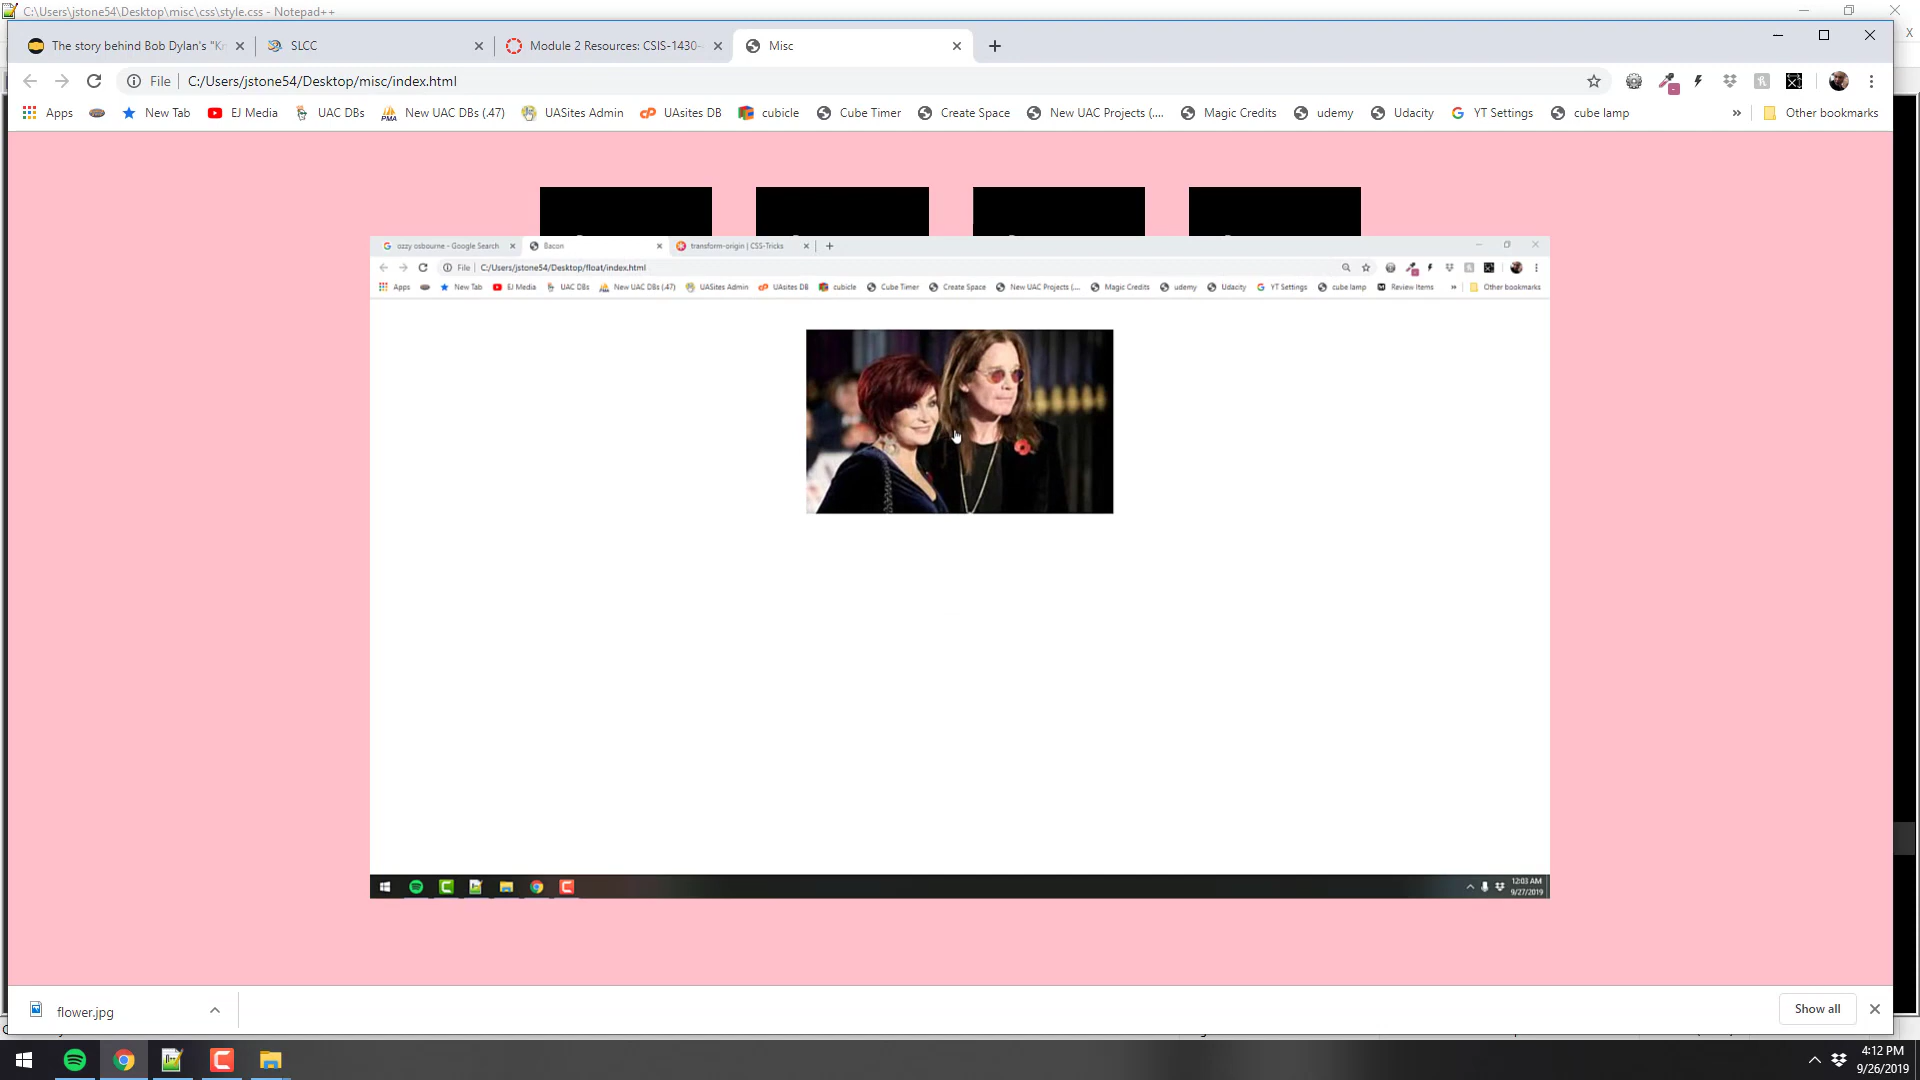 C:\Users\jstone54\Desktop\misc\css\style.css - Notepad++
The story behind Bob Dylan's "Kn
SLCC
Module 2 Resources: CSIS-1430-
Misc
File
C:/Users/jstone54/Desktop/misc/index.html
Apps
New Tab
EJ Media
UAC DBs
New UAC DBs (.47)
UASites Admin
UAsites DB
cubicle
Cube Timer
Create Space
New UAC Projects (....
Magic Credits
udemy
Udacity
YT Settings
cube lamp
»
Other bookmarks
ozzy osbourne - Google Search
Bacon
transform-origin | CSS-Tricks
File
C:/Users/jstone54/Desktop/float/index.html
Apps
New Tab
EJ Media
UAC DBs
New UAC DBs (.47)
UASites Admin
UAsites DB
cubicle
Cube Timer
Create Space
New UAC Projects (....
Magic Credits
udemy
Udacity
YT Settings
cube lamp
Review Items
»
Other bookmarks
12:03 AM
9/27/2019
flower.jpg
Show all
4:12 PM
9/26/2019